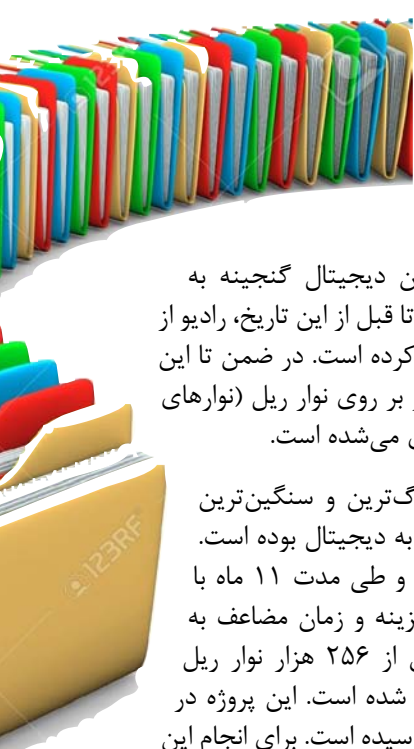 ن دیجیتال گنجینه به
تا قبل از این تاریخ، رادیو از
کرده است. در ضمن تا این
بر روی نوار ریل (نوارهای
می‌شده است.
گ‌ترین و سنگین‌ترین
به دیجیتال بوده است.
و طی مدت ۱۱ ماه با
زینه و زمان مضاعف به
از ۲۵۶ هزار نوار ریل
شده است. این پروژه در
سیده است. برای انجام این
123RF